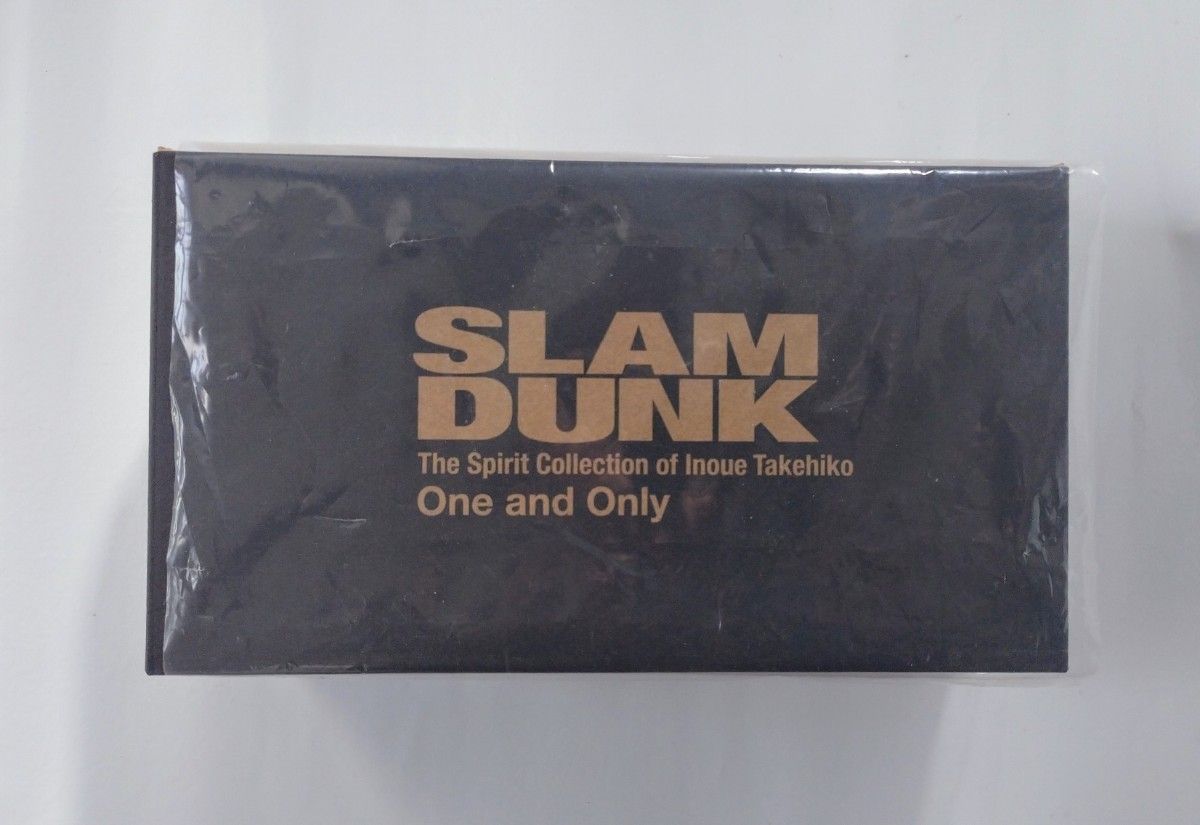 SLAM
DUNK
The Spirit Collection of Inoue Takehiko
One and Only